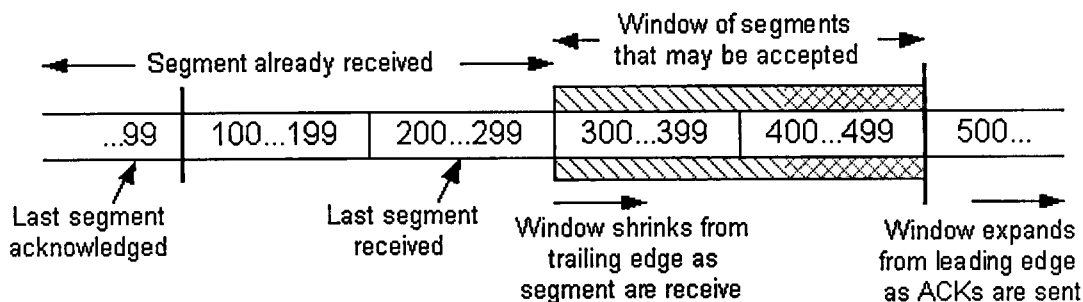 Window of segments
that may be accepted
Segment already received
...99
100...199
200...299
300...399
400...499
500...
Last segment
acknowledged
Last segment
received
Window shrinks from
trailing edge as
segment are receive
Window expands
from leading edge
as ACKs are sent